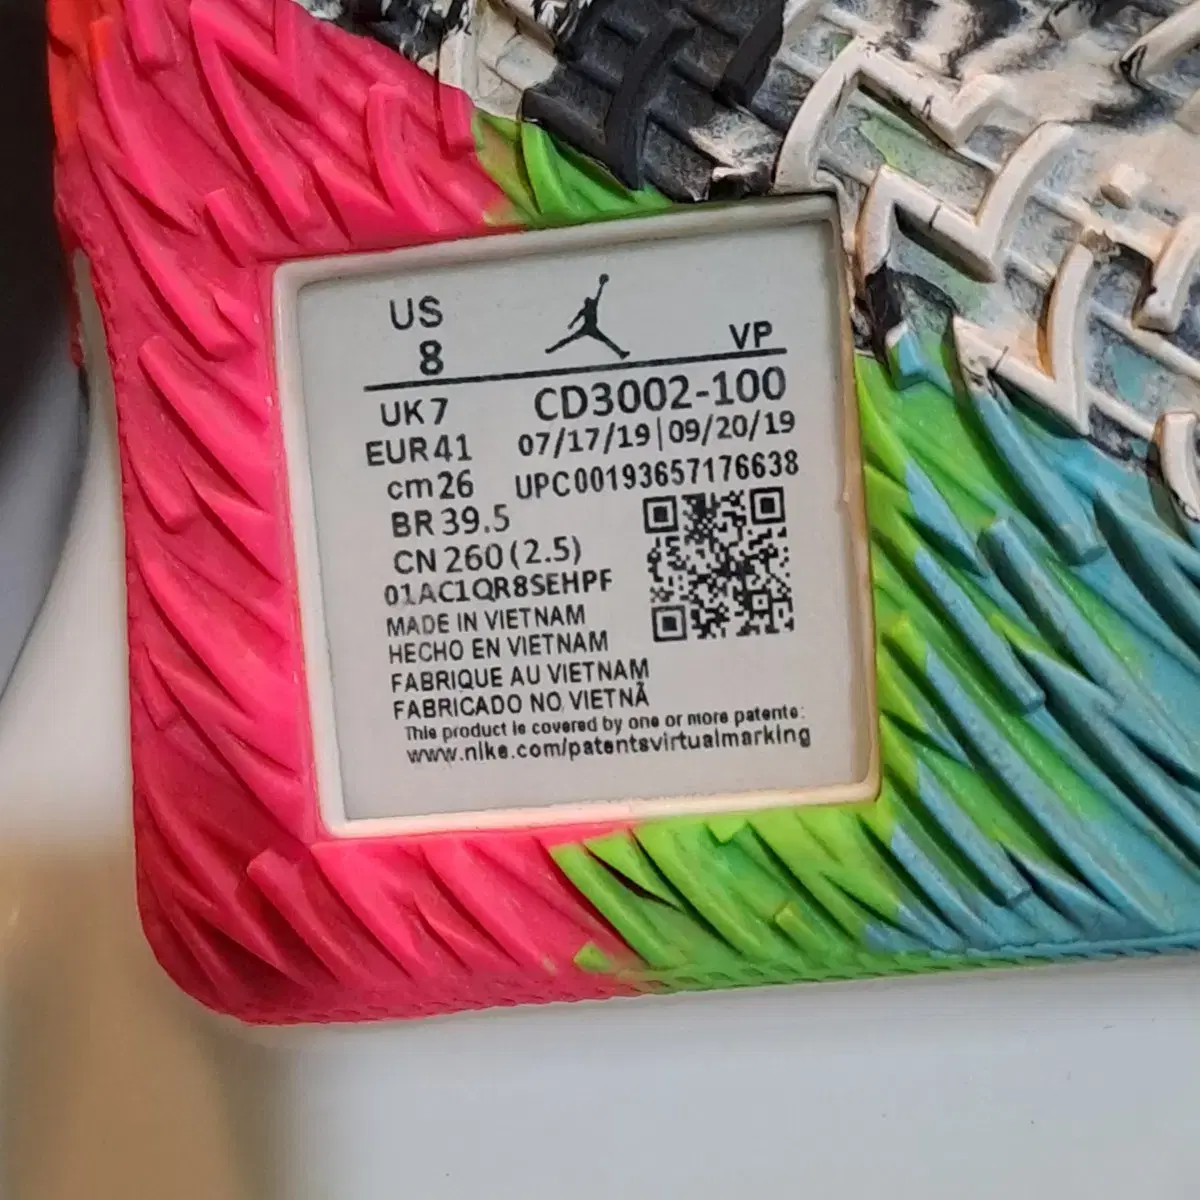 US
8
VP
UK 7
CD3002-100
EUR 41
07/17/19|09/20/19
cm 26
UPC00193657176638
BR 39.5
CN 260 (2.5)
01AC1QR8SEHPF
MADE IN VIETNAM
HECHO EN VIETNAM
FABRIQUE AU VIETNAM
FABRICADO NO VIETNÃ
This product is covered by one or more patents:
www.nike.com/patentsvirtualmarking